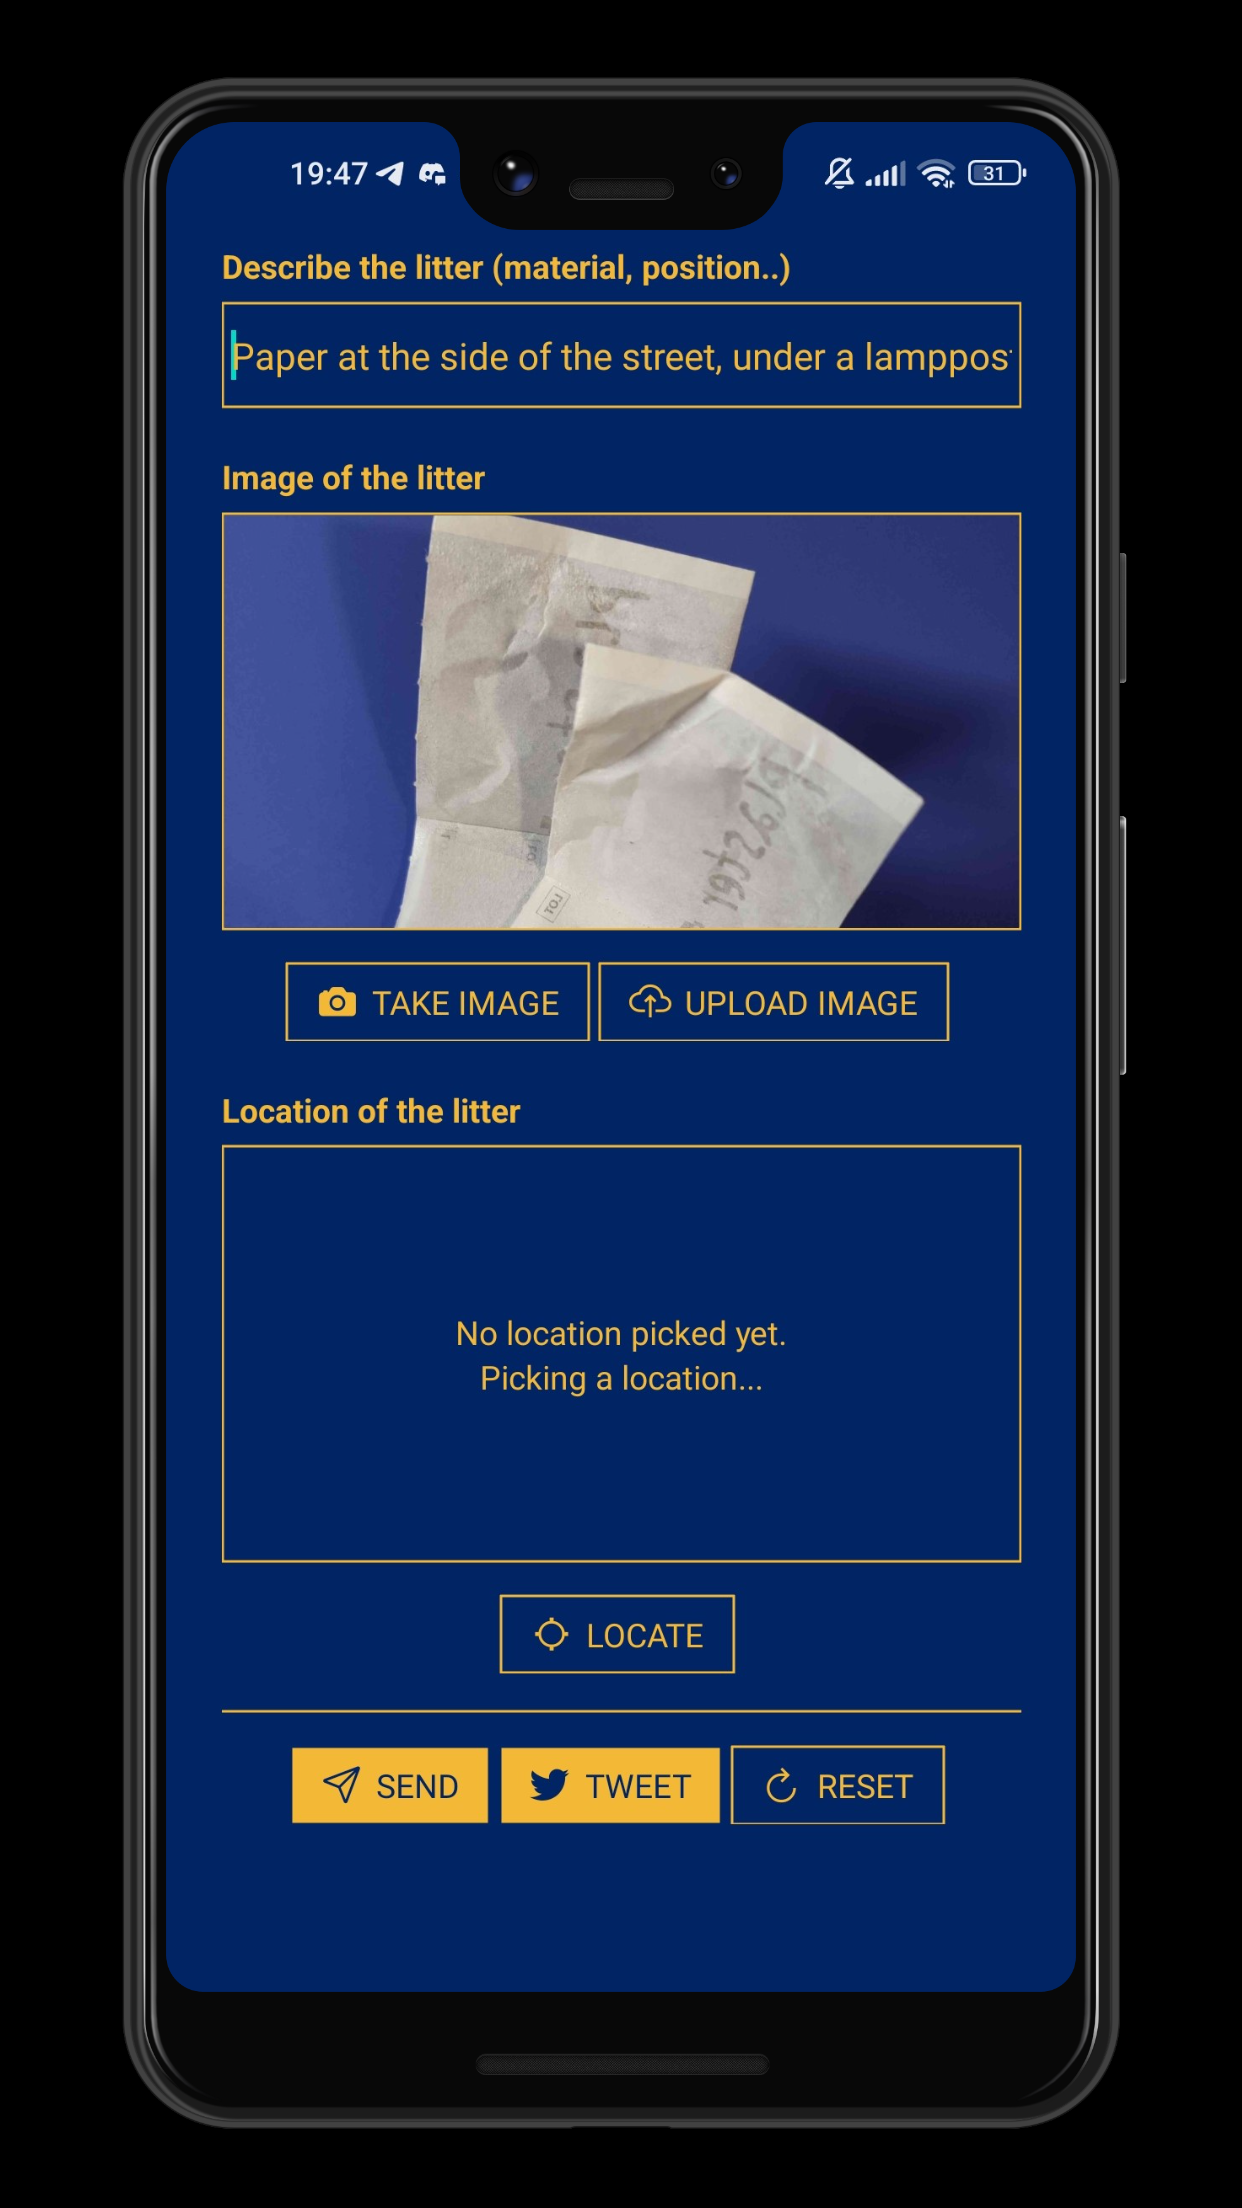 19:47
31
Describe the litter (material, position..)
Paper at the side of the street, under a lamppost
Image of the litter
LOT
TAKE IMAGE
UPLOAD IMAGE
Location of the litter
No location picked yet.
Picking a location...
LOCATE
SEND
TWEET
RESET